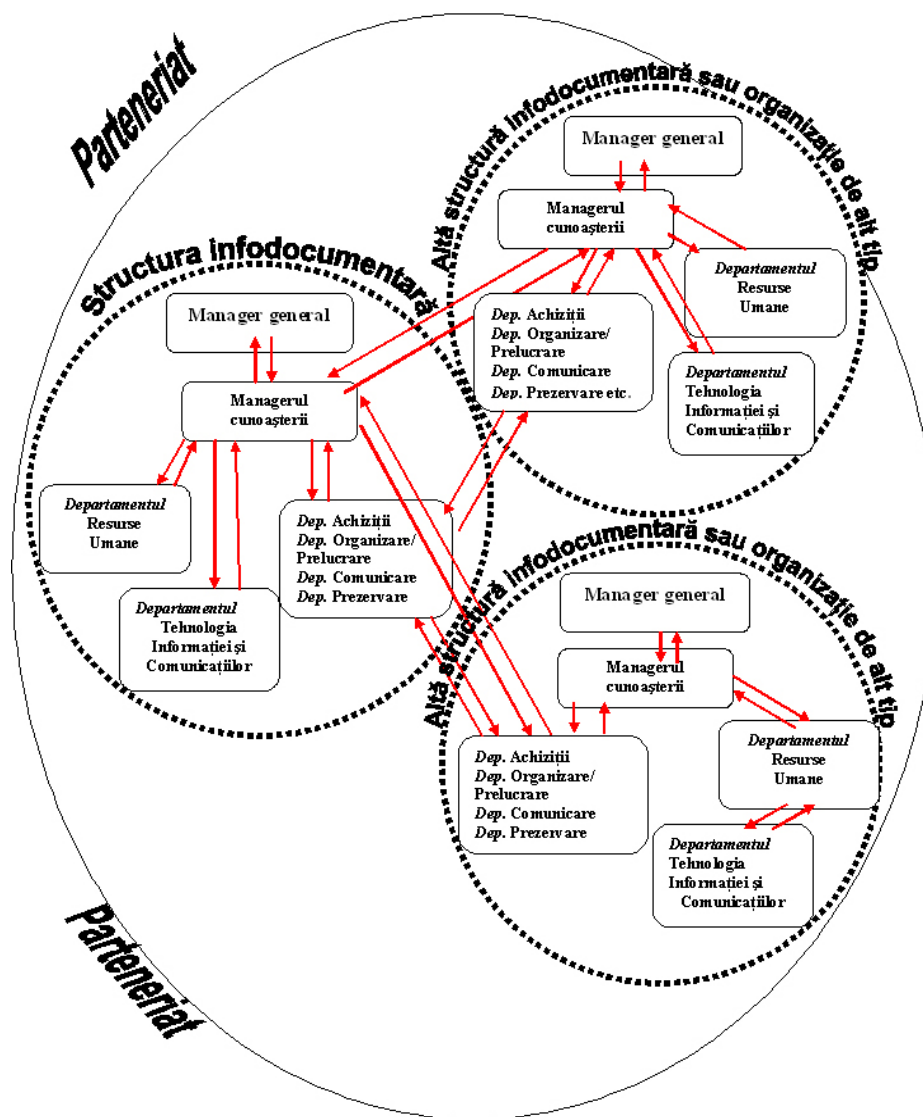 Parteneriat
Altă structură infodocumentară sau organizație de alt tip
Manager general
Managerul
cunoașterii
Departamentul
Resurse
Umane
Dep. Achiziții
Dep. Organizare/
Prelucrare
Dep. Comunicare
Dep. Prezervare etc.
Departamentul
Tehnologia
Informației și
Comunicațiilor
Structura infodocumentară
Manager general
Managerul
cunoașterii
Departamentul
Resurse
Umane
Dep. Achiziții
Dep. Organizare/
Prelucrare
Dep. Comunicare
Dep. Prezervare
Departamentul
Tehnologia
Informației și
Comunicațiilor
Altă structură infodocumentară sau organizație de alt tip
Manager general
Managerul
cunoașterii
Departamentul
Resurse
Umane
Dep. Achiziții
Dep. Organizare/
Prelucrare
Dep. Comunicare
Dep. Prezervare
Departamentul
Tehnologia
Informației și
Comunicațiilor
Parteneriat